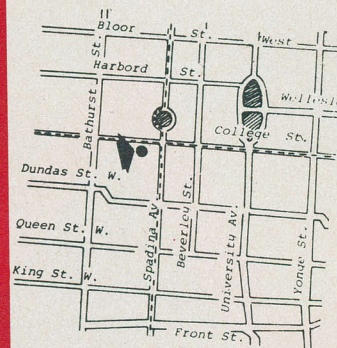 Bloor St. West
Harbord St.
Wellesl
Bathurst St.
College St.
Dundas St. W.
Spadina Av.
Beverley St.
University Av.
Yonge St.
Queen St. W.
King St. W.
Front St.